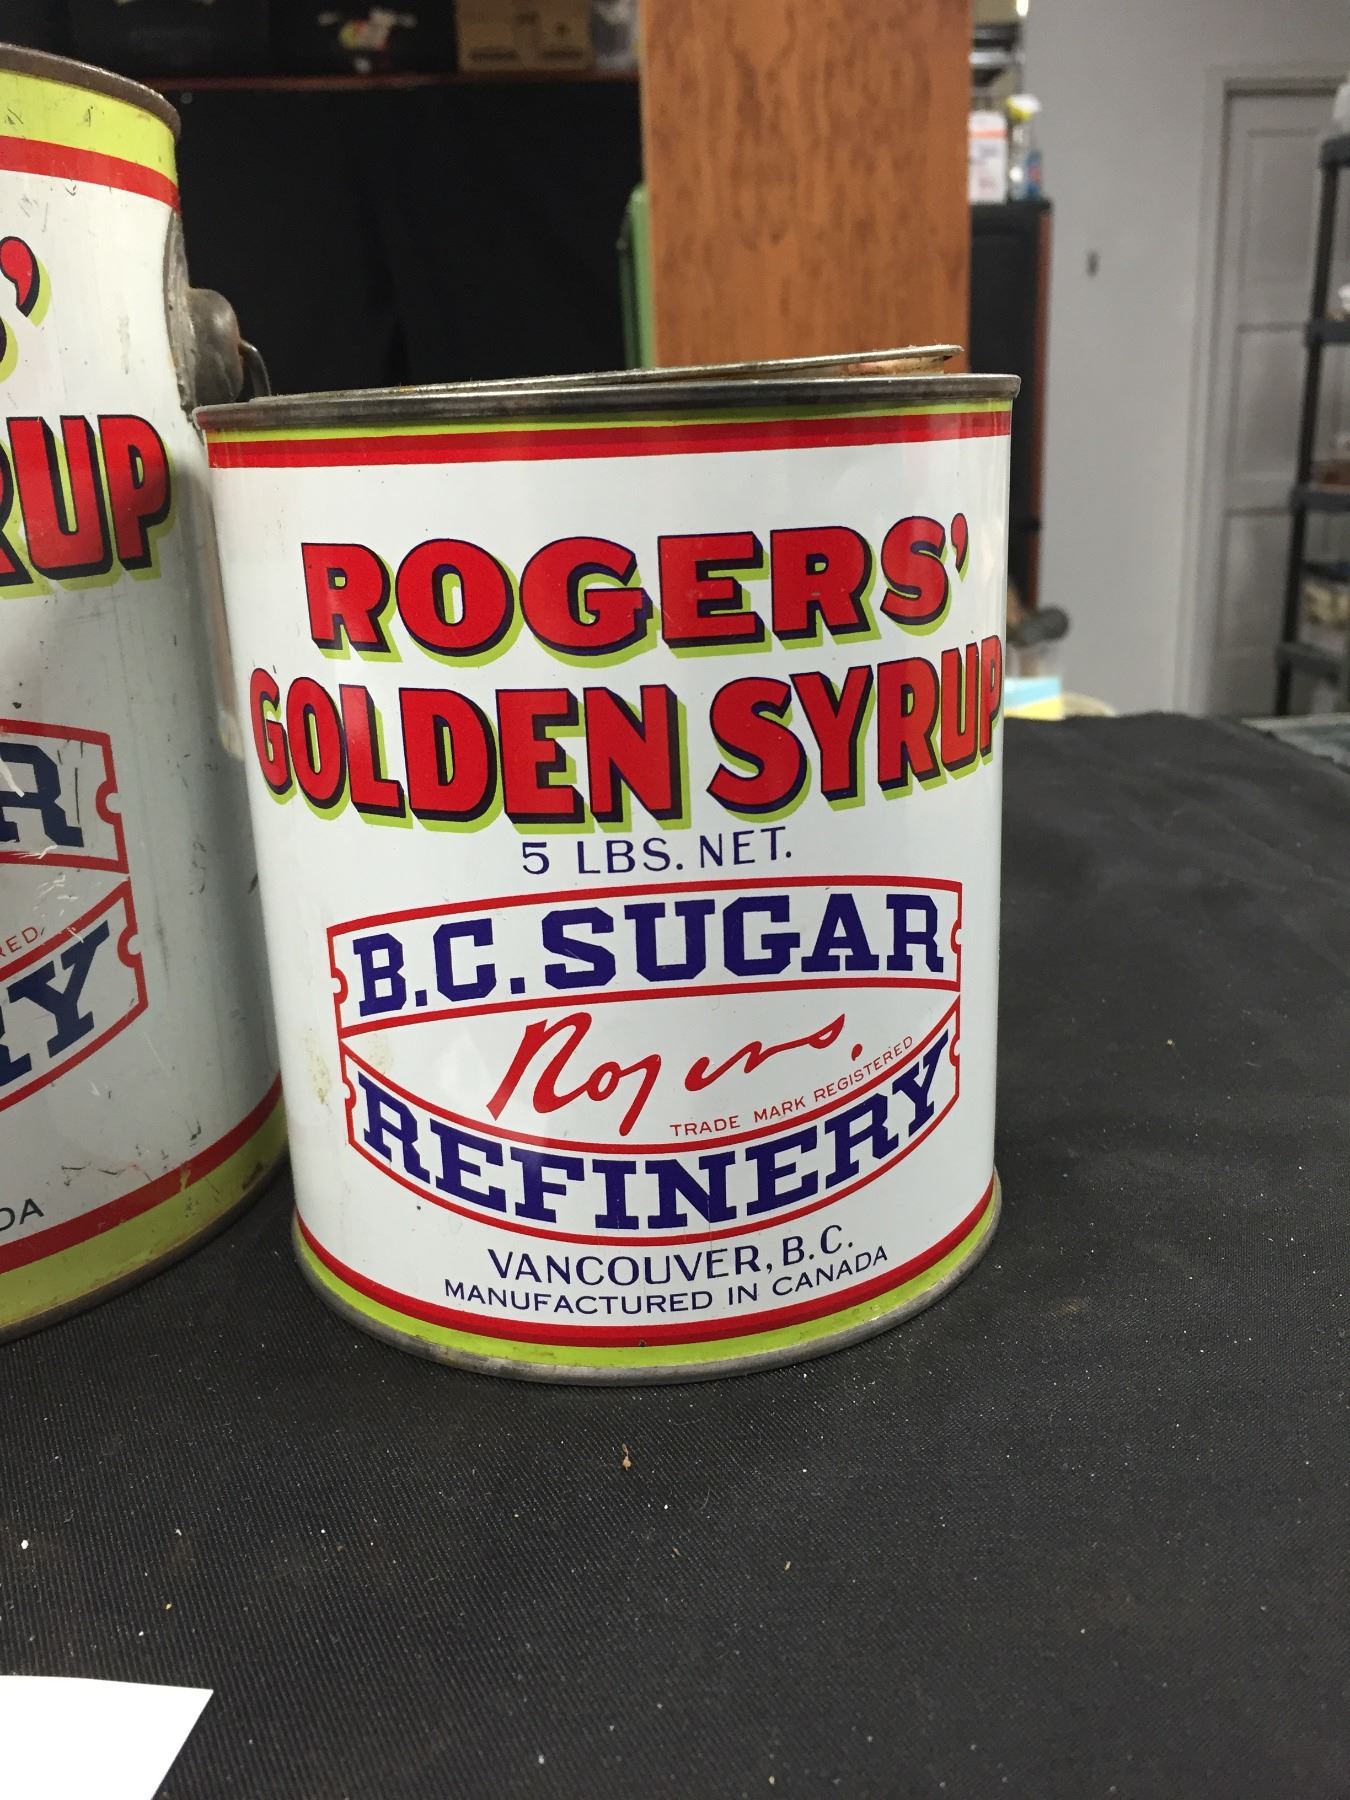 ROGERS'
GOLDEN SYRUP
5 LBS. NET.
B.C. SUGAR
Rogers.
TRADE MARK REGISTERED
REFINERY
VANCOUVER, B.C.
MANUFACTURED IN CANADA